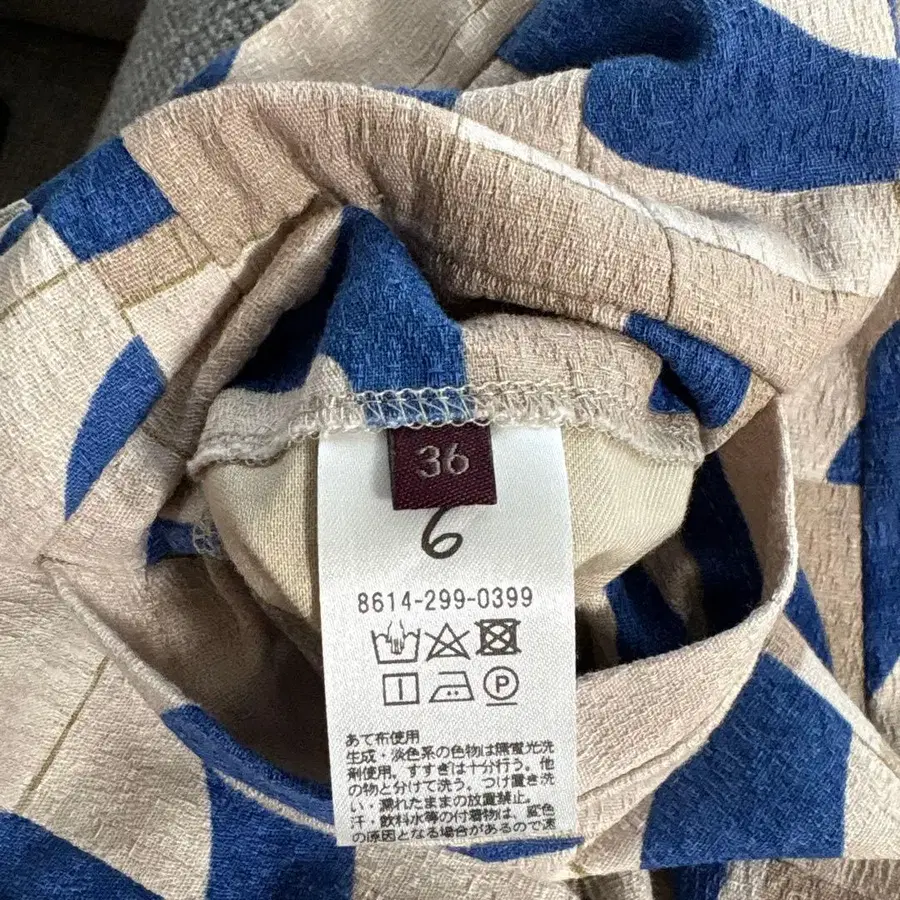 36
6
8614-299-0399
P
あて布使用
生成・淡色系の色物は無蛍光洗
剤使用。すすぎは十分行う。他
の物と分けて洗う。つけ置き洗
い・濡れたままの放置禁止。
汗・飲料水等の付着物は、変色
の原因となる場合があるので速